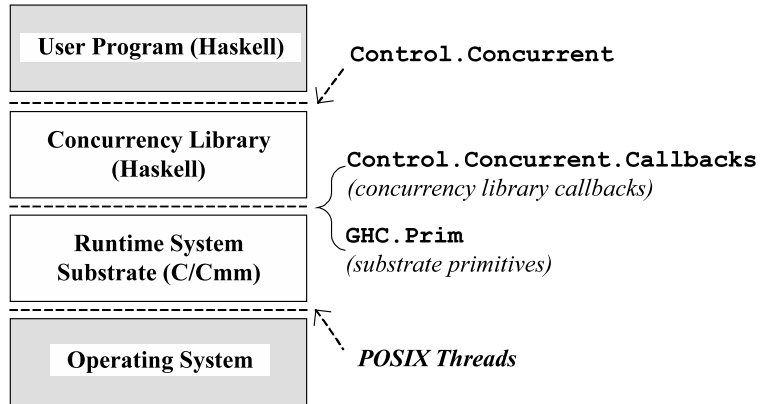 User Program (Haskell)
Control.Concurrent
Concurrency Library
(Haskell)
Control.Concurrent.Callbacks
(concurrency library callbacks)
GHC.Prim
(substrate primitives)
Runtime System
Substrate (C/Cmm)
POSIX Threads
Operating System